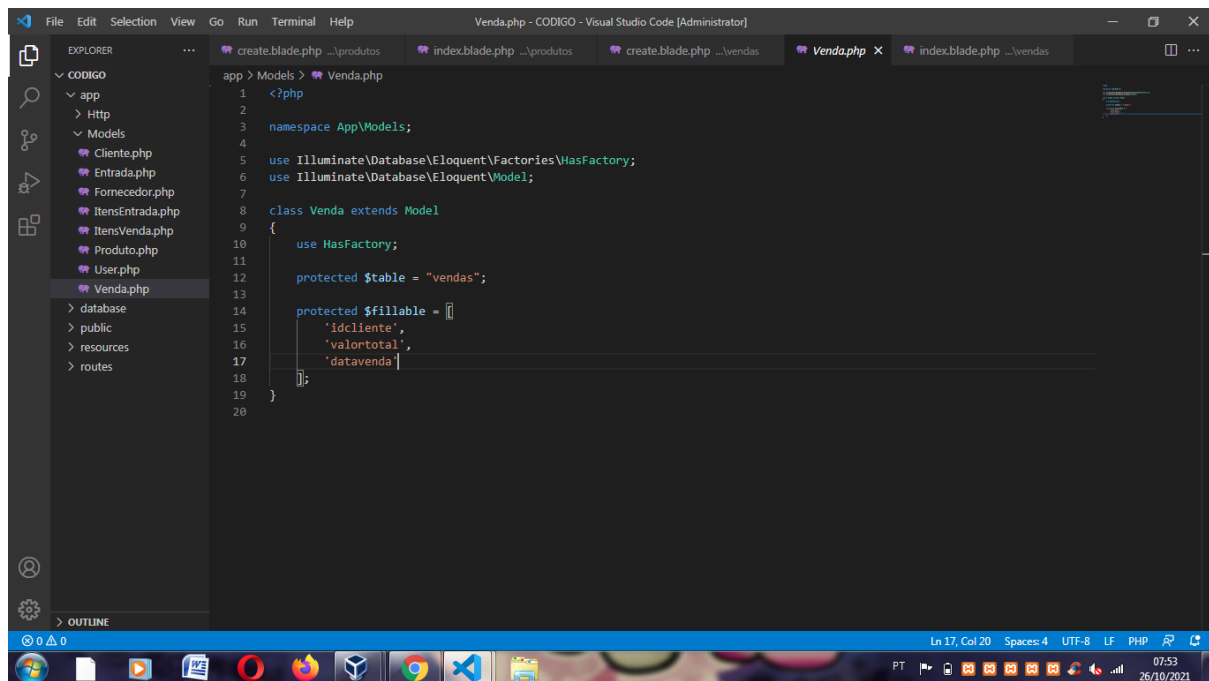 File Edit Selection View Go Run Terminal Help Venda.php - CODIGO - Visual Studio Code [Administrator]
EXPLORER
create.blade.php ...\produtos index.blade.php ...\produtos create.blade.php ...\vendas Venda.php index.blade.php ...\vendas
CODIGO
app
Http
Models
Cliente.php
Entrada.php
Fornecedor.php
ItensEntrada.php
ItensVenda.php
Produto.php
User.php
Venda.php
database
public
resources
routes
OUTLINE
app > Models > Venda.php
1 <?php
2
3 namespace App\Models;
4
5 use Illuminate\Database\Eloquent\Factories\HasFactory;
6 use Illuminate\Database\Eloquent\Model;
7
8 class Venda extends Model
9 {
10 use HasFactory;
11
12 protected $table = "vendas";
13
14 protected $fillable = [
15 'idcliente',
16 'valortotal',
17 'datavenda'
18 ];
19 }
20
0 0 Ln 17, Col 20 Spaces: 4 UTF-8 LF PHP
PT 07:53
26/10/2021